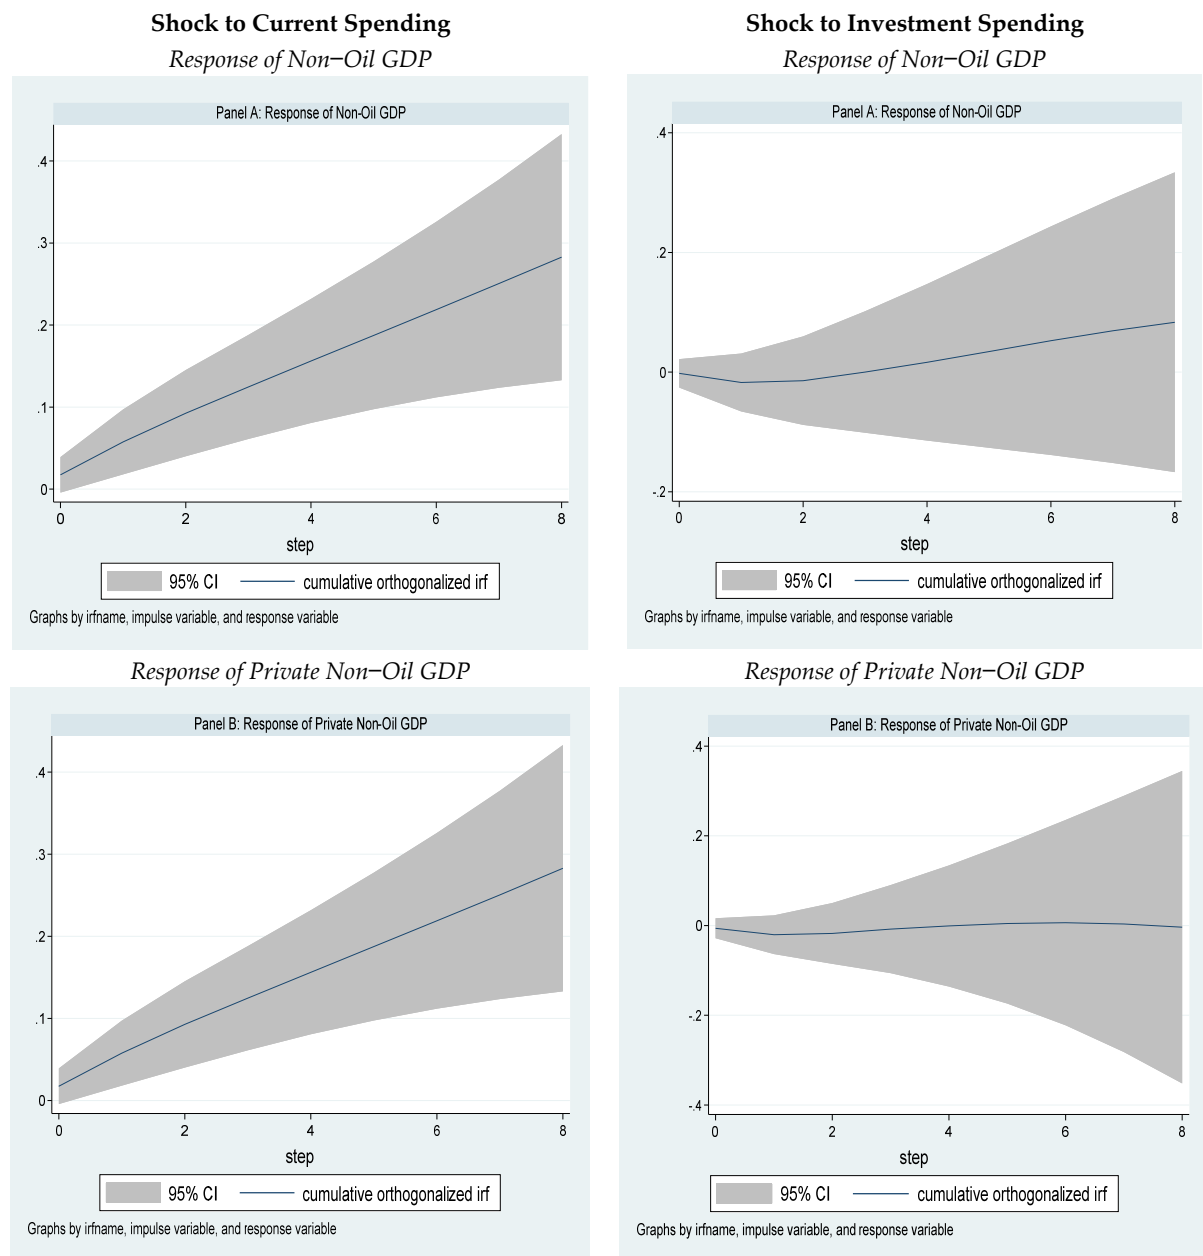 Shock to Current Spending
Response of Non−Oil GDP
Panel A: Response of Non-Oil GDP
.4
.3
.2
.1
0
0 2 4 6 8
step
95% CI cumulative orthogonalized irf
Graphs by irfname, impulse variable, and response variable
Shock to Investment Spending
Response of Non−Oil GDP
Panel A: Response of Non-Oil GDP
.4
.2
0
-.2
0 2 4 6 8
step
95% CI cumulative orthogonalized irf
Graphs by irfname, impulse variable, and response variable
Response of Private Non−Oil GDP
Panel B: Response of Private Non-Oil GDP
.4
.3
.2
.1
0
0 2 4 6 8
step
95% CI cumulative orthogonalized irf
Graphs by irfname, impulse variable, and response variable
Response of Private Non−Oil GDP
Panel B: Response of Private Non-Oil GDP
.4
.2
0
-.2
-.4
0 2 4 6 8
step
95% CI cumulative orthogonalized irf
Graphs by irfname, impulse variable, and response variable